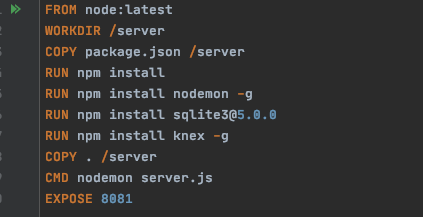 FROM node:latest
WORKDIR /server
COPY package.json /server
RUN npm install
RUN npm install nodemon -g
RUN npm install sqlite3@5.0.0
RUN npm install knex -g
COPY . /server
CMD nodemon server.js
EXPOSE 8081